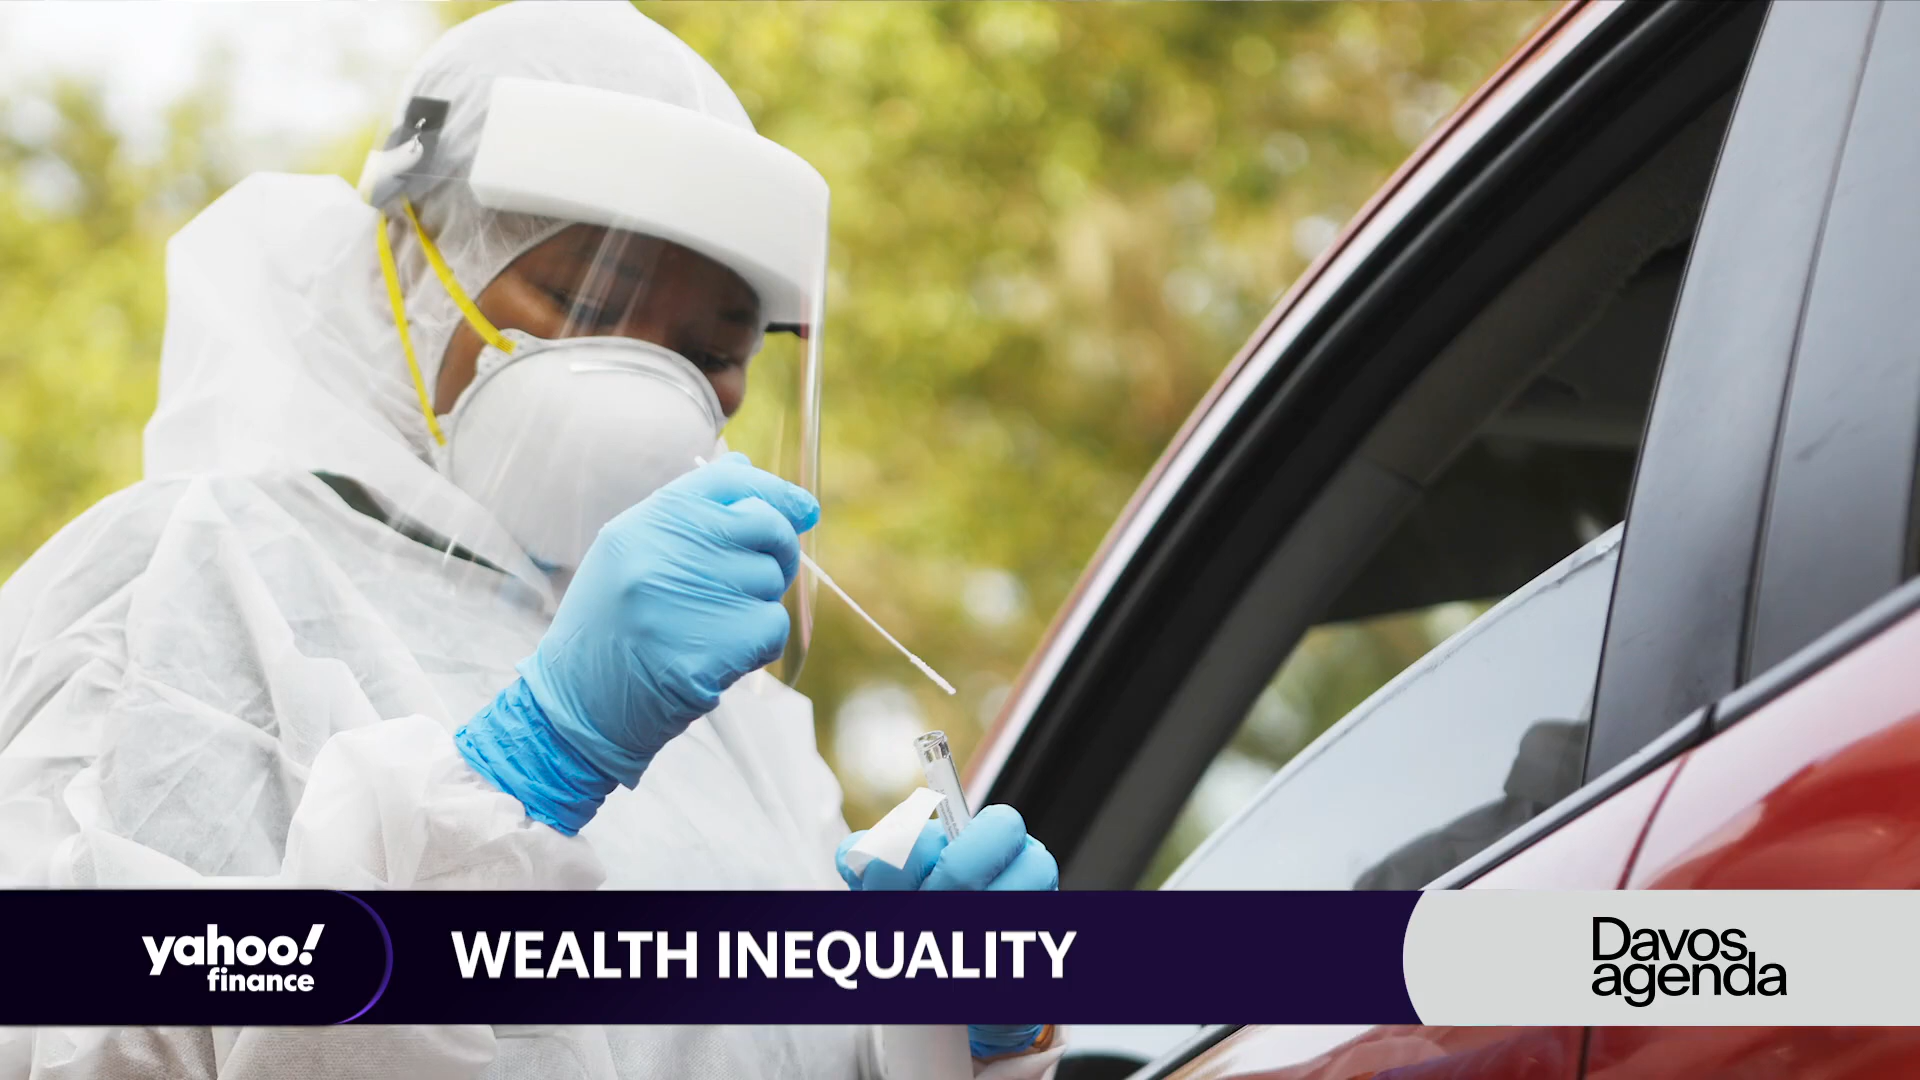 yahoo!
finance
WEALTH INEQUALITY
Davos
agenda